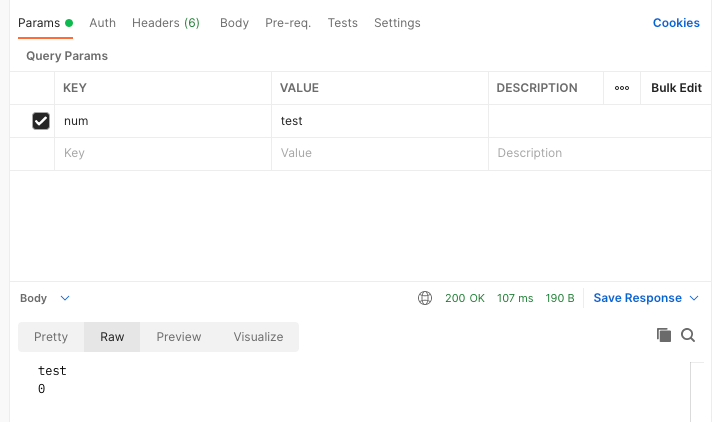 Params Auth Headers (6) Body Pre-req. Tests Settings Cookies
Query Params
KEY VALUE DESCRIPTION ooo Bulk Edit
num test
Key Value Description
Body 200 OK 107 ms 190 B Save Response
Pretty Raw Preview Visualize
test
0